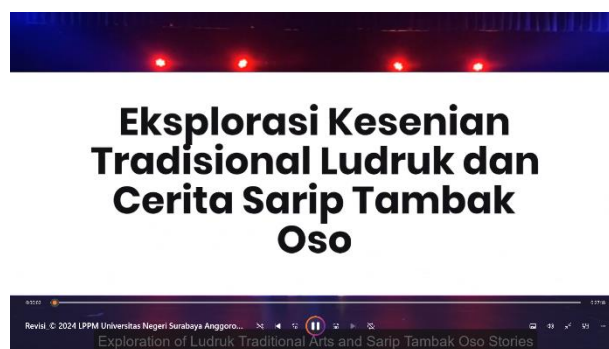 Eksplorasi Kesenian
Tradisional Ludruk dan
Cerita Sarip Tambak
Oso
Revisi_© 2024 LPPM Universitas Negeri Surabaya Anggoro...
Exploration of Ludruk Traditional Arts and Sarip Tambak Oso Stories